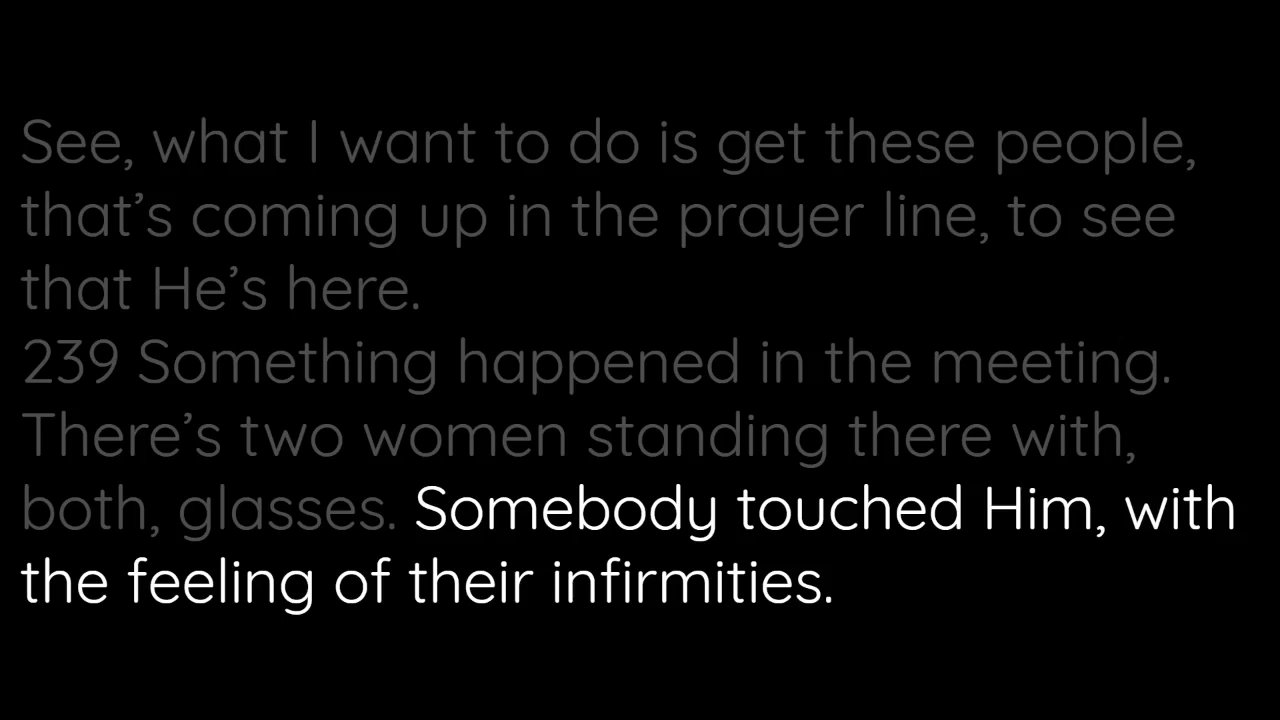 See, what I want to do is get these people,
that’s coming up in the prayer line, to see
that He’s here.
239 Something happened in the meeting.
There’s two women standing there with,
both, glasses. Somebody touched Him, with
the feeling of their infirmities.